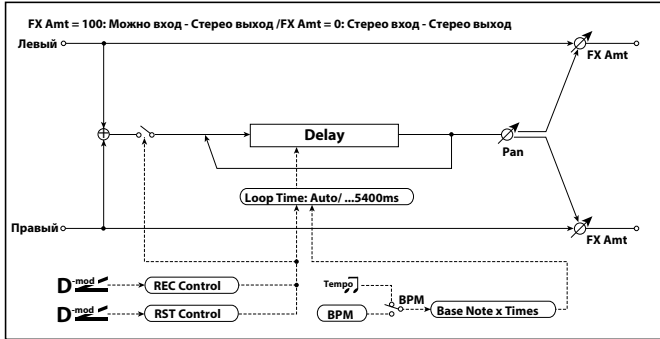 FX Amt = 100: Можно вход - Стерео выход /FX Amt = 0: Стерео вход - Стерео выход
Левый
FX Amt
Delay
Pan
Loop Time: Auto/ ...5400ms
Правый
FX Amt
D-mod
REC Control
Tempo
BPM
D-mod
RST Control
BPM
Base Note x Times